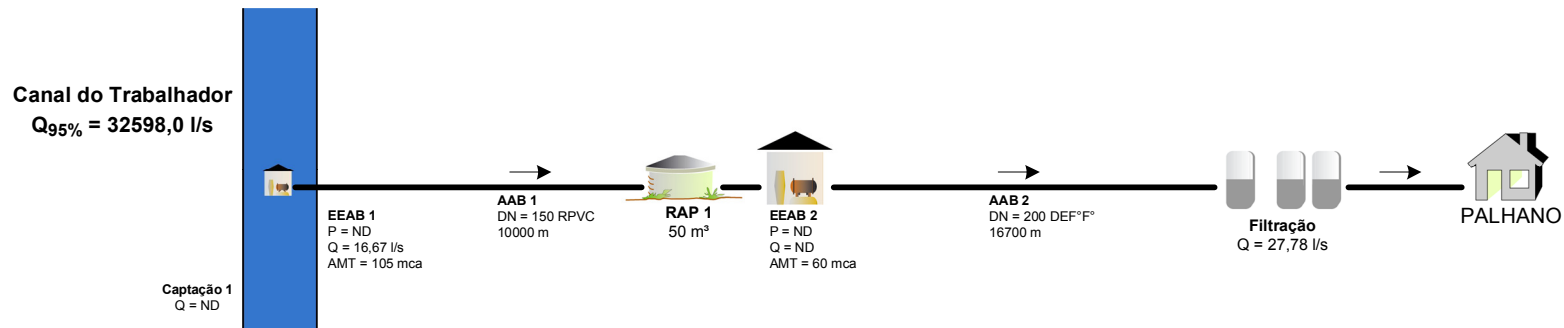 Canal do Trabalhador
Q95% = 32598,0 l/s
Captação 1
Q = ND
EEAB 1
P = ND
Q = 16,67 l/s
AMT = 105 mca
AAB 1
DN = 150 RPVC
10000 m
RAP 1
50 m³
EEAB 2
P = ND
Q = ND
AMT = 60 mca
AAB 2
DN = 200 DEF°F°
16700 m
Filtração
Q = 27,78 l/s
PALHANO